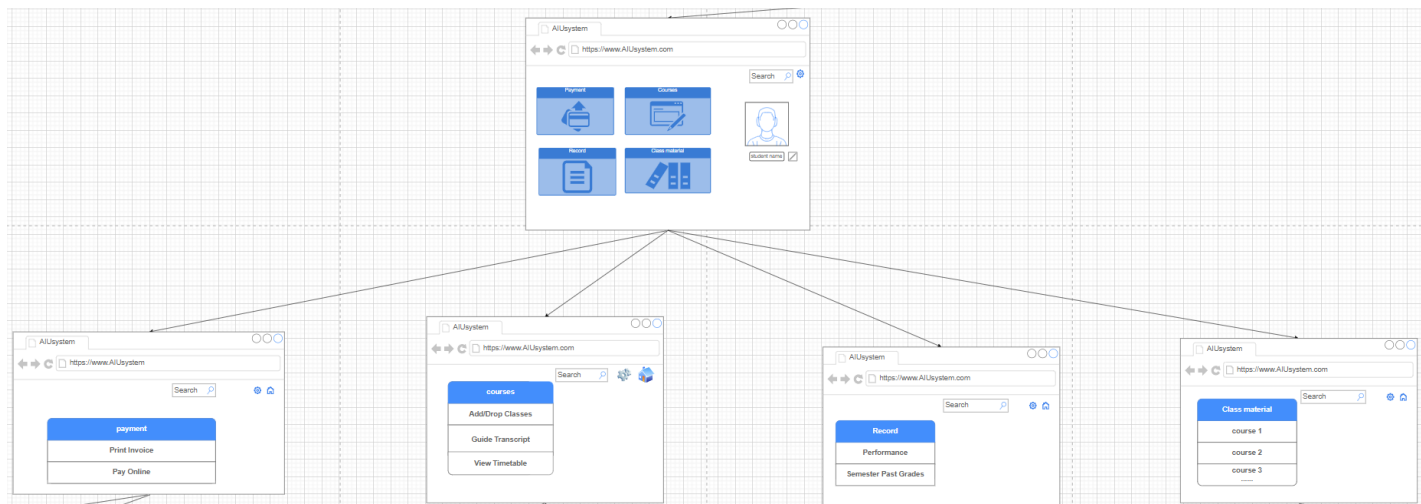 AIUsystem
https://www.AIUsystem.com
Search
Payment
Courses
student name
Record
Class material
AIUsystem
https://www.AIUsystem
Search
payment
Print Invoice
Pay Online
AIUsystem
https://www.AIUsystem.com
Search
courses
Add/Drop Classes
Guide Transcript
View Timetable
AIUsystem
https://www.AIUsystem.com
Search
Record
Performance
Semester Past Grades
AIUsystem
https://www.AIUsystem.com
Search
Class material
course 1
course 2
course 3
-----